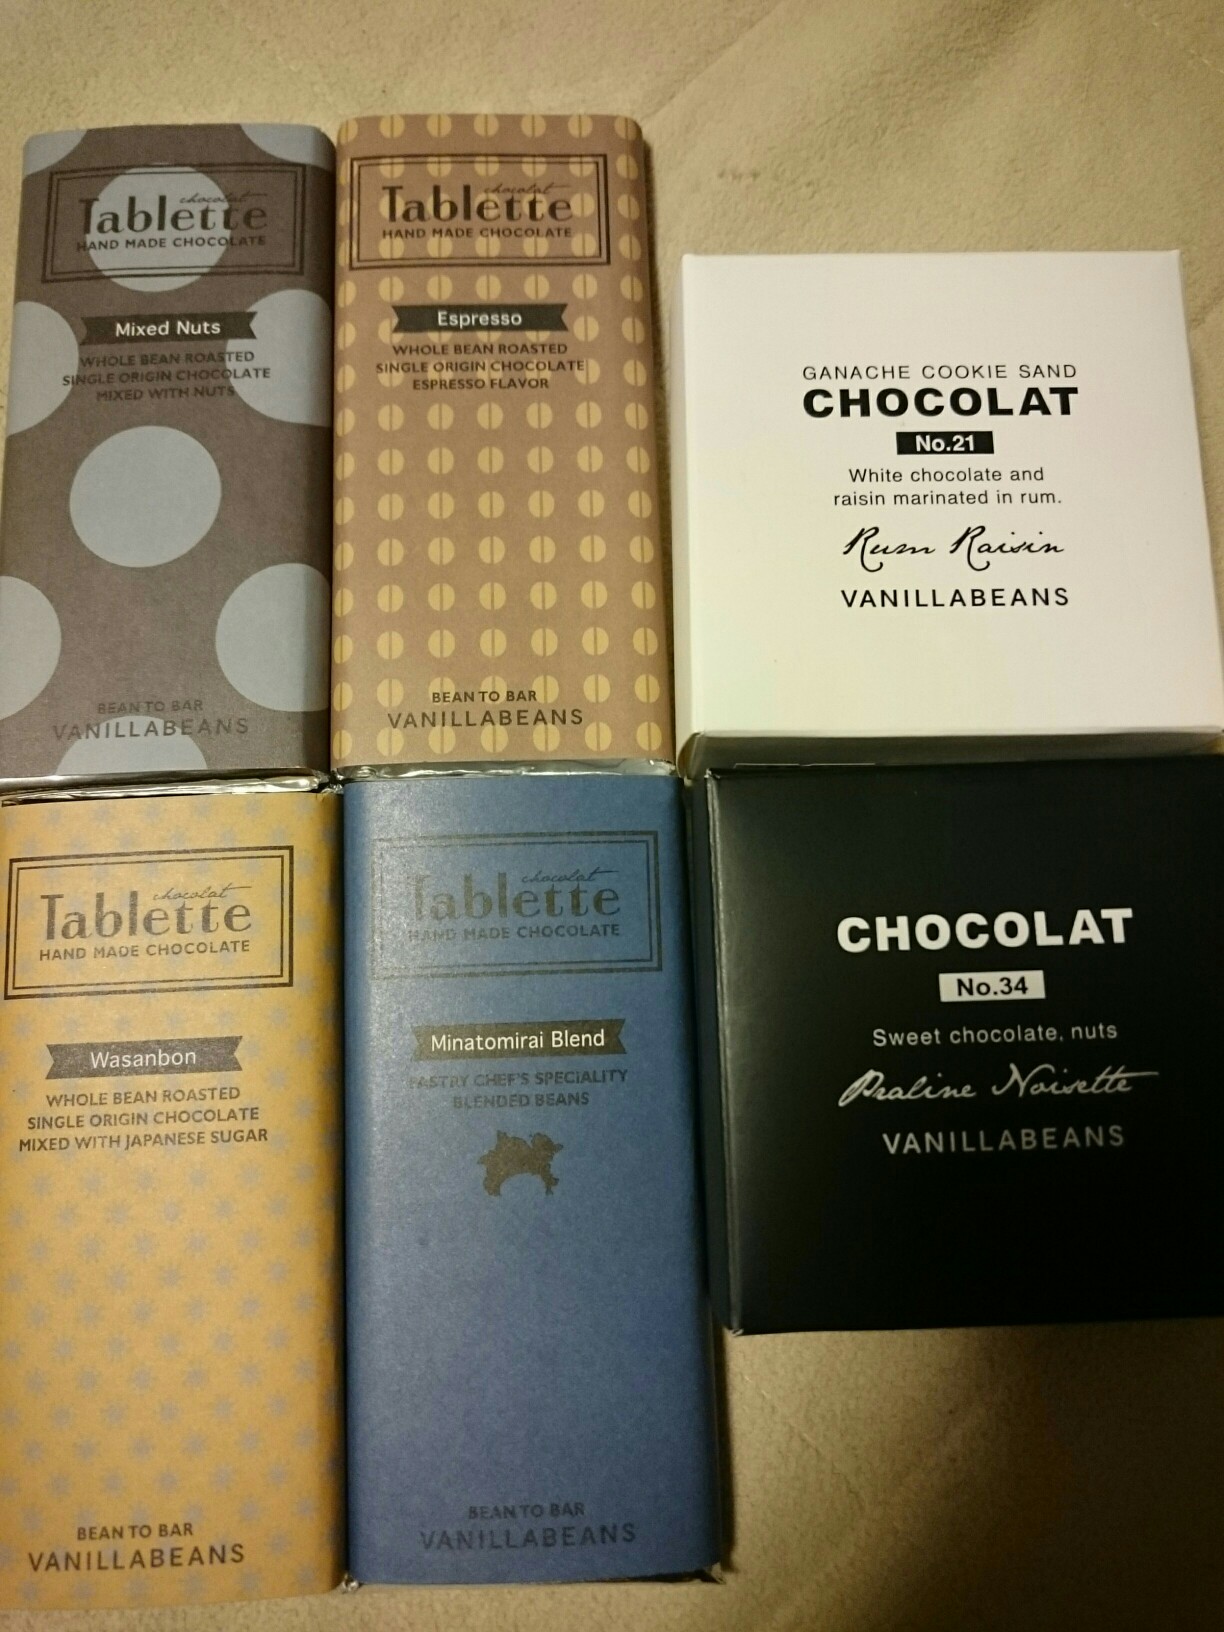 chocolat
Tablette
HAND MADE CHOCOLATE
Mixed Nuts
WHOLE BEAN ROASTED
SINGLE ORIGIN CHOCOLATE
MIXED WITH NUTS
BEAN TO BAR
VANILLABEANS
chocolat
Tablette
HAND MADE CHOCOLATE
Espresso
WHOLE BEAN ROASTED
SINGLE ORIGIN CHOCOLATE
ESPRESSO FLAVOR
BEAN TO BAR
VANILLABEANS
GANACHE COOKIE SAND
CHOCOLAT
No.21
White chocolate and
raisin marinated in rum.
Rum Raisin
VANILLABEANS
chocolat
Tablette
HAND MADE CHOCOLATE
Wasanbon
WHOLE BEAN ROASTED
SINGLE ORIGIN CHOCOLATE
MIXED WITH JAPANESE SUGAR
BEAN TO BAR
VANILLABEANS
chocolat
Tablette
HAND MADE CHOCOLATE
Minatomirai Blend
PASTRY CHEF'S SPECIALITY
BLENDED BEANS
BEAN TO BAR
VANILLABEANS
CHOCOLAT
No.34
Sweet chocolate, nuts
Praline Noisette
VANILLABEANS